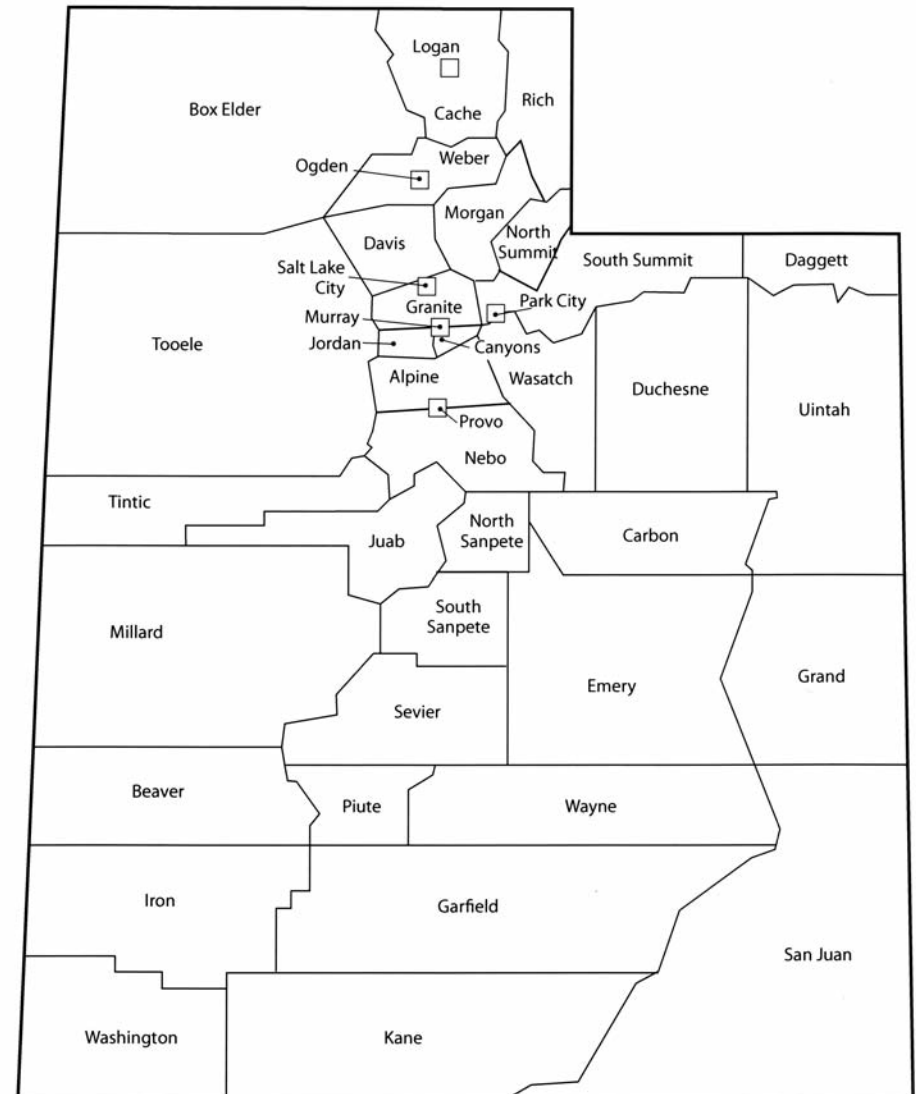 Logan
Rich
Box Elder
Cache
Weber
Ogden
Morgan
North
Summit
Davis
South Summit
Daggett
Salt Lake
City
Park City
Granite
Murray
Jordan
Canyons
Tooele
Alpine
Wasatch
Duchesne
Uintah
Provo
Nebo
Tintic
North
Sanpete
Carbon
Juab
South
Sanpete
Millard
Grand
Emery
Sevier
Beaver
Piute
Wayne
Iron
Garfield
San Juan
Washington
Kane